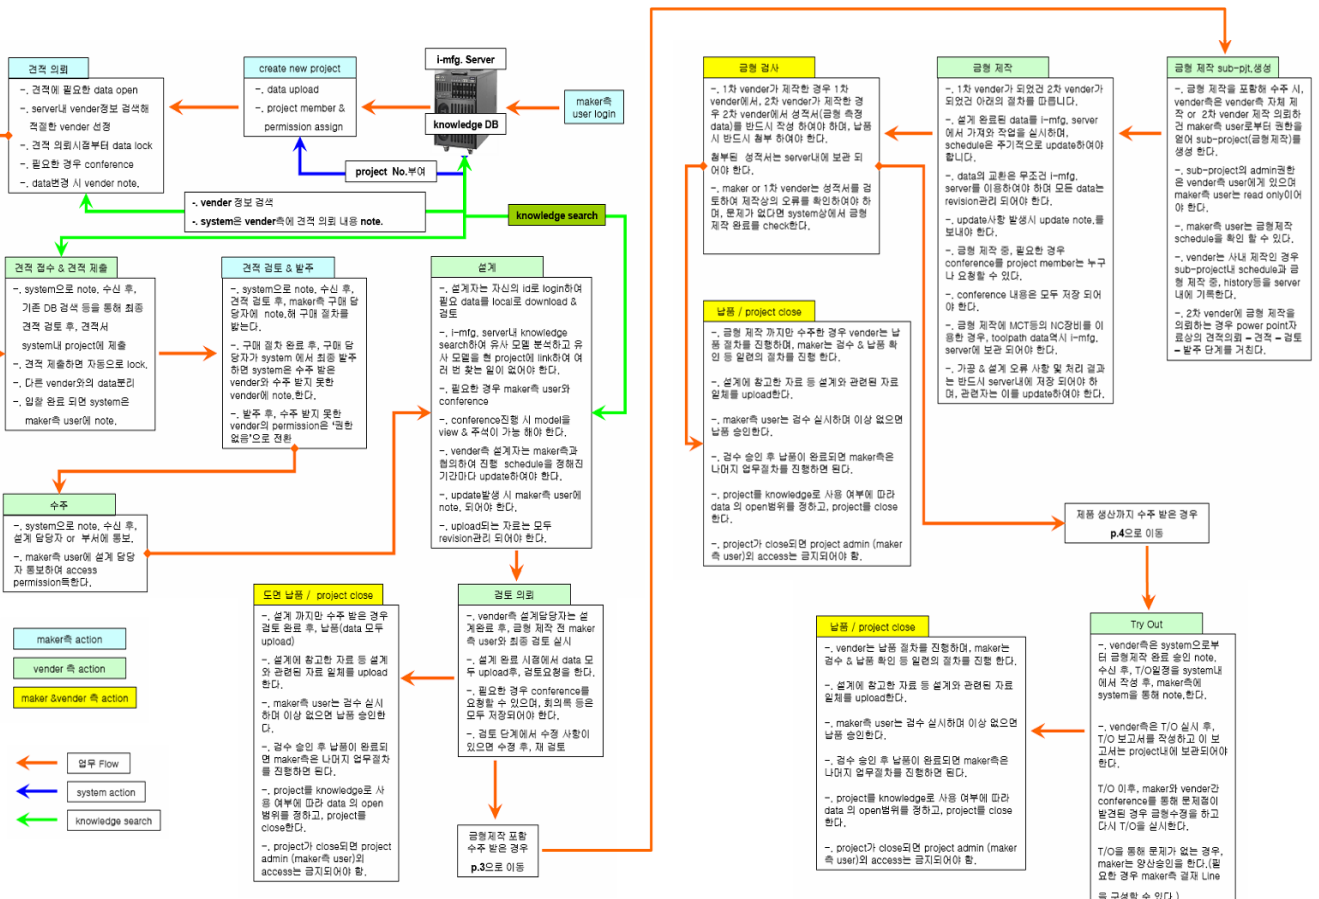 견적 의뢰
-. 견적에 필요한 data open
-. server내 vender정보 검색해
적절한 vender 선정
-. 견적 의뢰시점부터 data lock
-. 필요한 경우 conference
-. data변경 시 vender note.
create new project
-. data upload
-. project member &
permission assign
i-mfg. Server
knowledge DB
maker측
user login
project No.부여
-. vender 정보 검색
-. system은 vender측에 견적 의뢰 내용 note.
knowledge search
견적 접수 & 견적 제출
-. system으로 note. 수신 후,
기존 DB 검색 등을 통해 최종
견적 검토 후, 견적서
system내 project에 제출
-. 견적 제출하면 자동으로 lock.
-. 다른 vender와의 data분리
-. 입찰 완료 되면 system은
maker측 user에 note.
견적 검토 & 발주
-. system으로 note. 수신 후,
견적 검토 후, maker측 구매 담
당자에 note.해 구매 절차를
밟는다.
-. 구매 절차 완료 후, 구매 담
당자가 system 에서 최종 발주
하면 system은 수주 받은
vender와 수주 받지 못한
vender에 note.한다.
-. 발주 후, 수주 받지 못한
vender의 permission은 '권한
없음'으로 전환
설계
-. 설계자는 자신의 id로 login하여
필요 data를 local로 download &
검토
-. i-mfg. server내 knowledge
search하여 유사 모델 분석하고 유
사 모델을 현 project에 link하여 여
러 번 찾는 일이 없어야 한다.
-. 필요한 경우 maker측 user와
conference
-. conference진행 시 model을
view & 주석이 가능 해야 한다.
-. vender측 설계자는 maker측과
협의하여 진행 schedule을 정해진
기간마다 update하여야 한다.
-. update발생 시 maker측 user에
note. 되어야 한다.
-. upload되는 자료는 모두
revision관리 되어야 한다.
수주
-. system으로 note. 수신 후,
설계 담당자 or 부서에 통보.
-. maker측 user에 설계 담당
자 통보하여 access
permission득한다.
maker측 action
vender 측 action
maker &vender 측 action
업무 Flow
system action
knowledge search
도면 납품 / project close
-. 설계 까지만 수주 받은 경우
검토 완료 후, 납품(data 모두
upload)
-. 설계에 참고한 자료 등 설계
와 관련된 자료 일체를 upload
한다.
-. maker측 user는 검수 실시
하며 이상 없으면 납품 승인한
다.
-. 검수 승인 후 납품이 완료되
면 maker측은 나머지 업무절차
를 진행하면 된다.
-. project를 knowledge로 사
용 여부에 따라 data 의 open
범위를 정하고, project를
close한다.
-. project가 close되면 project
admin (maker측 user)외
access는 금지되어야 함.
검토 의뢰
-. vender측 설계담당자는 설
계완료 후, 금형 제작 전 maker
측 user와 최종 검토 실시
-. 설계 완료 시점에서 data 모
두 upload후, 검토요청을 한다.
-. 필요한 경우 conference를
요청할 수 있으며, 회의록 등은
모두 저장되어야 한다.
-. 검토 단계에서 수정 사항이
있으면 수정 후, 재 검토
금형제작 포함
수주 받은 경우
p.3으로 이동
금형 검사
-. 1차 vender가 제작한 경우 1차
vender에서, 2차 vender가 제작한 경
우 2차 vender에서 성적서(금형 측정
data)를 반드시 작성 하여야 하며, 납품
시 반드시 첨부 하여야 한다.
첨부된 성적서는 server내에 보관 되
어야 한다.
-. maker or 1차 vender는 성적서를 검
토하여 제작상의 오류를 확인하여야 하
며, 문제가 없다면 system상에서 금형
제작 완료를 check한다.
금형 제작
-. 1차 vender가 되었건 2차 vender가
되었건 아래의 절차를 따릅니다.
-. 설계 완료된 data를 i-mfg. server
에서 가져와 작업을 실시하며,
schedule은 주기적으로 update하여야
합니다.
-. data의 교환은 무조건 i-mfg.
server를 이용하여야 하며 모든 data는
revision관리 되어야 한다.
-. update사항 발생시 update note.를
보내야 한다.
-. 금형 제작 중, 필요한 경우
conference를 project member는 누구
나 요청할 수 있다.
-. conference 내용은 모두 저장 되어
야 한다.
-. 금형 제작에 MCT등의 NC장비를 이
용한 경우, toolpath data역시 i-mfg.
server에 보관 되어야 한다.
-. 가공 & 설계 오류 사항 및 처리 결과
는 반드시 server내에 저장 되어야 하
며, 관련자는 이를 update하여야 한다.
금형 제작 sub-pjt.생성
-. 금형 제작을 포함해 수주 시,
vender측은 vender측 자체 제
작 or 2차 vender 제작 의뢰하
건 maker측 user로부터 권한을
얻어 sub-project(금형제작)를
생성 한다.
-. sub-project의 admin권한
은 vender측 user에게 있으며
maker측 user는 read only이어
야 한다.
-. maker측 user는 금형제작
schedule을 확인 할 수 있다.
-. vender는 사내 제작인 경우
sub-project내 schedule과 금
형 제작 중, history등을 server
내에 기록한다.
-. 2차 vender에 금형 제작을
의뢰하는 경우 power point자
료상의 견적의뢰 – 견적 – 검토
– 발주 단계를 거친다.
납품 / project close
-. 금형 제작 까지만 수주한 경우 vender는 납
품 절차를 진행하며, maker는 검수 & 납품 확
인 등 일련의 절차를 진행 한다.
-. 설계에 참고한 자료 등 설계와 관련된 자료
일체를 upload한다.
-. maker측 user는 검수 실시하며 이상 없으면
납품 승인한다.
-. 검수 승인 후 납품이 완료되면 maker측은
나머지 업무절차를 진행하면 된다.
-. project를 knowledge로 사용 여부에 따라
data 의 open범위를 정하고, project를 close
한다.
-. project가 close되면 project admin (maker
측 user)외 access는 금지되어야 함.
제품 생산까지 수주 받은 경우
p.4으로 이동
납품 / project close
-. vender는 납품 절차를 진행하며, maker는
검수 & 납품 확인 등 일련의 절차를 진행 한다.
-. 설계에 참고한 자료 등 설계와 관련된 자료
일체를 upload한다.
-. maker측 user는 검수 실시하며 이상 없으면
납품 승인한다.
-. 검수 승인 후 납품이 완료되면 maker측은
나머지 업무절차를 진행하면 된다.
-. project를 knowledge로 사용 여부에 따라
data 의 open범위를 정하고, project를 close
한다.
-. project가 close되면 project admin (maker
측 user)외 access는 금지되어야 함.
Try Out
-. vender측은 system으로부
터 금형제작 완료 승인 note.
수신 후, T/O일정을 system내
에서 작성 후, maker측에
system을 통해 note.한다.
-. vender측은 T/O 실시 후,
T/O 보고서를 작성하고 이 보
고서는 project내에 보관되어야
한다.
T/O 이후, maker와 vender간
conference를 통해 문제점이
발견된 경우 금형수정을 하고
다시 T/O을 실시한다.
T/O을 통해 문제가 없는 경우,
maker는 양산승인을 한다.(필
요한 경우 maker측 결재 Line
을 구성할 수 있다.)